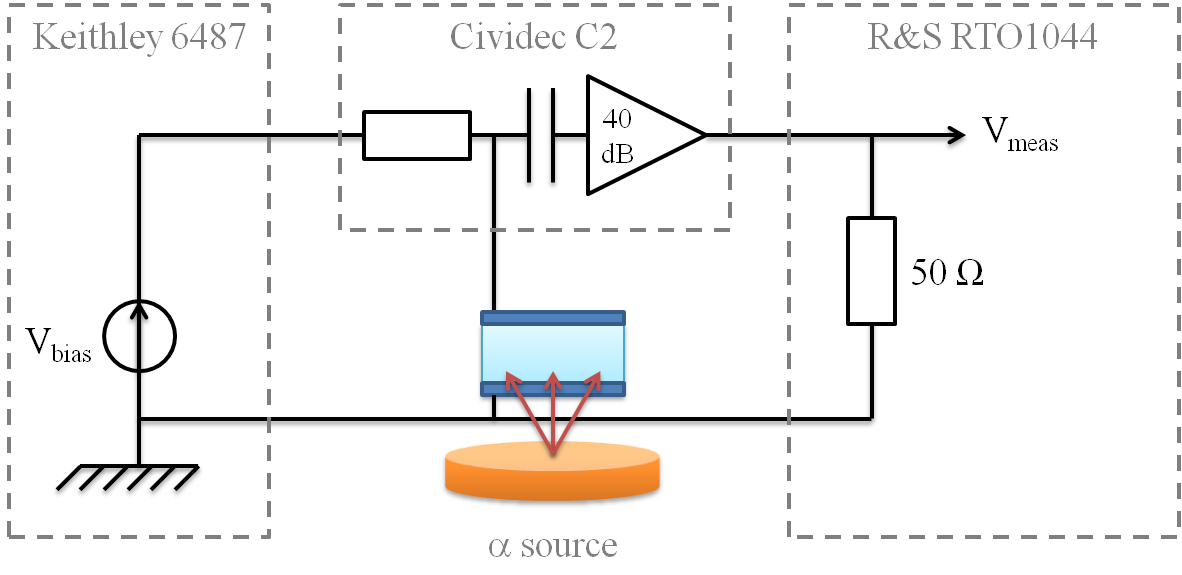 Keithley 6487
Cividec C2
R&S RTO1044
40
dB
Vmeas
50 Ω
Vbias
α source